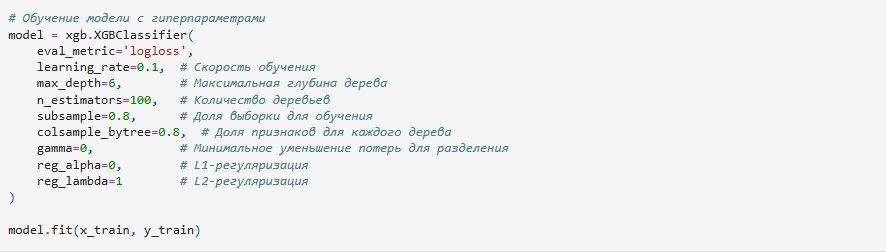 # Обучение модели с гиперпараметрами
model = xgb.XGBClassifier(
    eval_metric='logloss',
    learning_rate=0.1,  # Скорость обучения
    max_depth=6,        # Максимальная глубина дерева
    n_estimators=100,   # Количество деревьев
    subsample=0.8,      # Доля выборки для обучения
    colsample_bytree=0.8,  # Доля признаков для каждого дерева
    gamma=0,            # Минимальное уменьшение потерь для разделения
    reg_alpha=0,        # L1-регуляризация
    reg_lambda=1        # L2-регуляризация
)
model.fit(x_train, y_train)